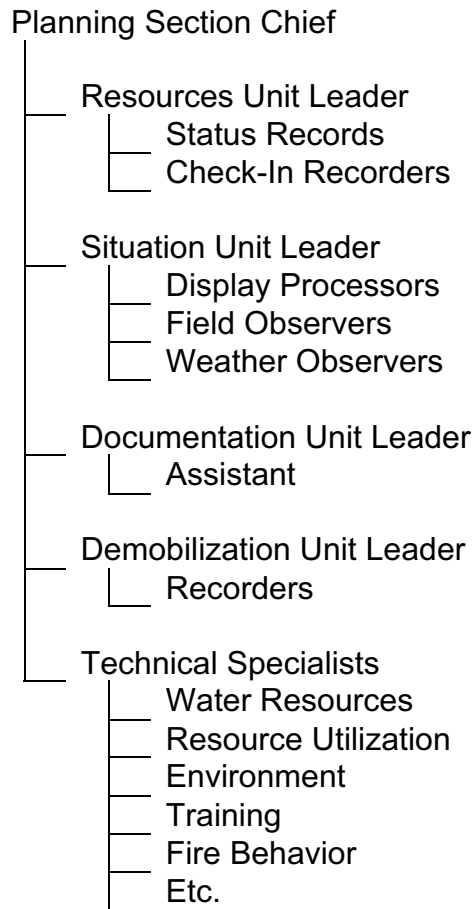 Planning Section Chief
Resources Unit Leader
Status Records
Check-In Recorders
Situation Unit Leader
Display Processors
Field Observers
Weather Observers
Documentation Unit Leader
Assistant
Demobilization Unit Leader
Recorders
Technical Specialists
Water Resources
Resource Utilization
Environment
Training
Fire Behavior
Etc.